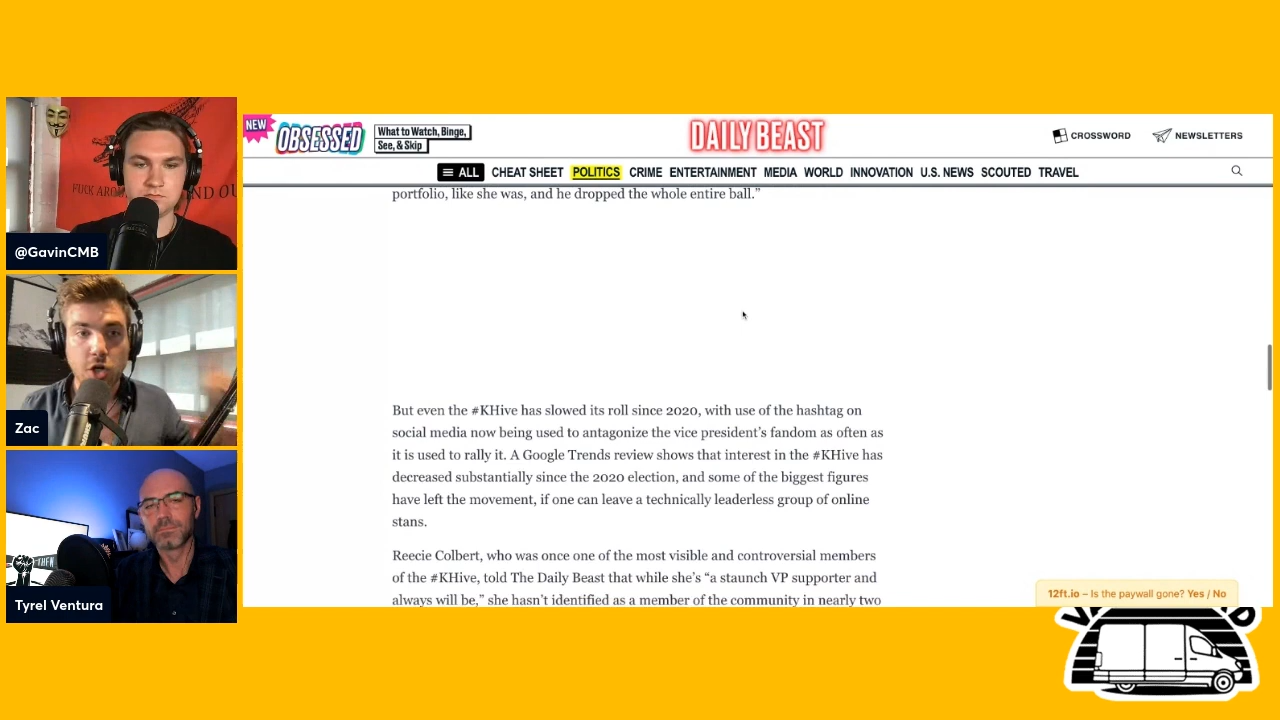 FUCK AROUND
ND OU
@GavinCMB
Zac
THEM
Tyrel Ventura
NEW
OBSESSED
What to Watch, Binge,
See, & Skip
DAILY BEAST
CROSSWORD
NEWSLETTERS
ALL CHEAT SHEET POLITICS CRIME ENTERTAINMENT MEDIA WORLD INNOVATION U.S. NEWS SCOUTED TRAVEL
portfolio, like she was, and he dropped the whole entire ball.”
But even the #KHive has slowed its roll since 2020, with use of the hashtag on
social media now being used to antagonize the vice president’s fandom as often as
it is used to rally it. A Google Trends review shows that interest in the #KHive has
decreased substantially since the 2020 election, and some of the biggest figures
have left the movement, if one can leave a technically leaderless group of online
stans.
Reecie Colbert, who was once one of the most visible and controversial members
of the #KHive, told The Daily Beast that while she’s “a staunch VP supporter and
always will be,” she hasn’t identified as a member of the community in nearly two
12ft.io – Is the paywall gone? Yes / No